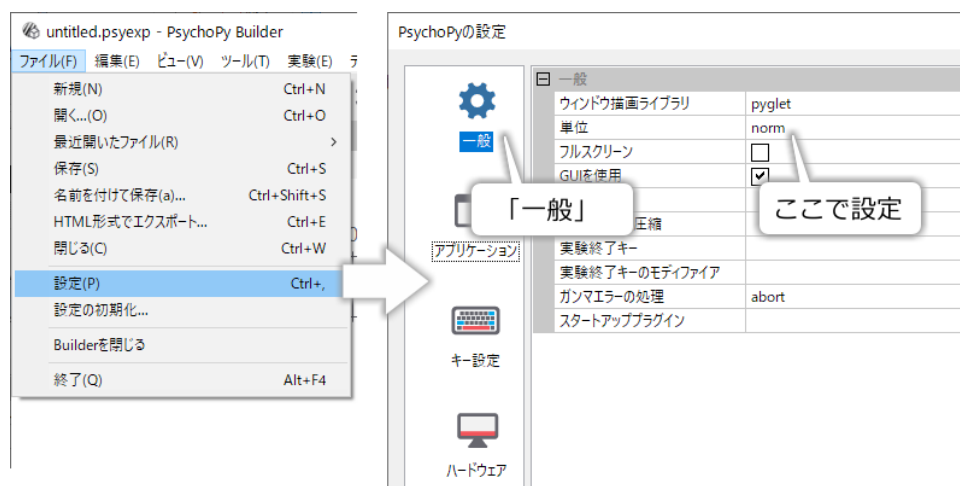 untitled.psyexp - PsychoPy Builder
ファイル(F) 編集(E) ビュー(V) ツール(T) 実験(E)
新規(N) Ctrl+N
開く...(O) Ctrl+O
最近開いたファイル(R) >
保存(S) Ctrl+S
名前を付けて保存(a)... Ctrl+Shift+S
HTML形式でエクスポート... Ctrl+E
閉じる(C) Ctrl+W
設定(P) Ctrl+,
設定の初期化...
Builderを閉じる
終了(Q) Alt+F4
PsychoPyの設定
一般
アプリケーション
キー設定
ハードウェア
「一般」
一般
ウィンドウ描画ライブラリ pyglet
単位 norm
フルスクリーン
GUIを使用
ここで設定
圧縮
実験終了キー
実験終了キーのモディファイア
ガンマエラーの処理 abort
スタートアッププラグイン